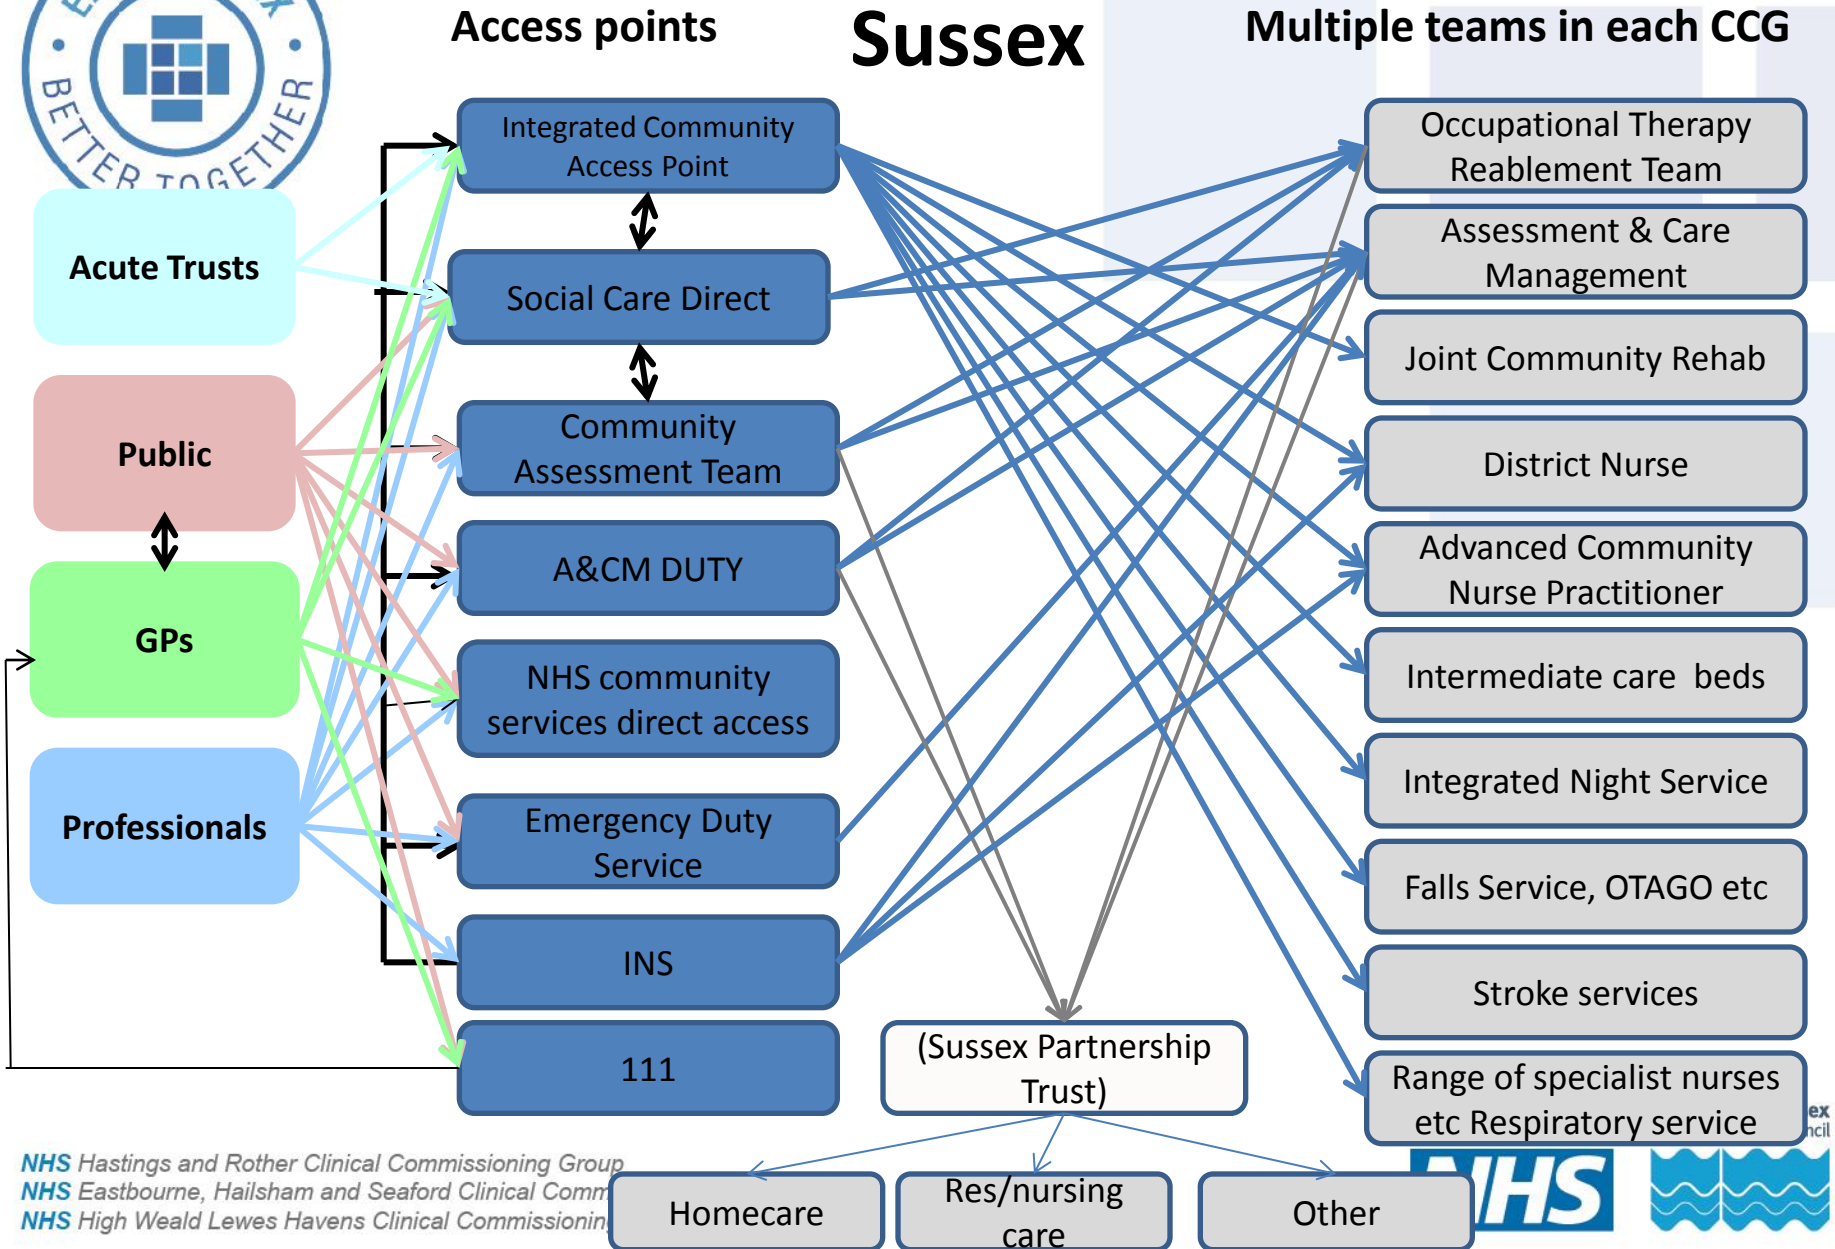 Access points
Sussex
Multiple teams in each CCG
BETTER TOGETHER
Acute Trusts
Public
GPs
Professionals
Integrated Community
Access Point
Social Care Direct
Community
Assessment Team
A&CM DUTY
NHS community
services direct access
Emergency Duty
Service
INS
111
Occupational Therapy
Reablement Team
Assessment & Care
Management
Joint Community Rehab
District Nurse
Advanced Community
Nurse Practitioner
Intermediate care beds
Integrated Night Service
Falls Service, OTAGO etc
Stroke services
Range of specialist nurses
etc Respiratory service
(Sussex Partnership
Trust)
Homecare
Res/nursing
care
Other
NHS Hastings and Rother Clinical Commissioning Group
NHS Eastbourne, Hailsham and Seaford Clinical
NHS High Weald Lewes Havens Clinical
NHS